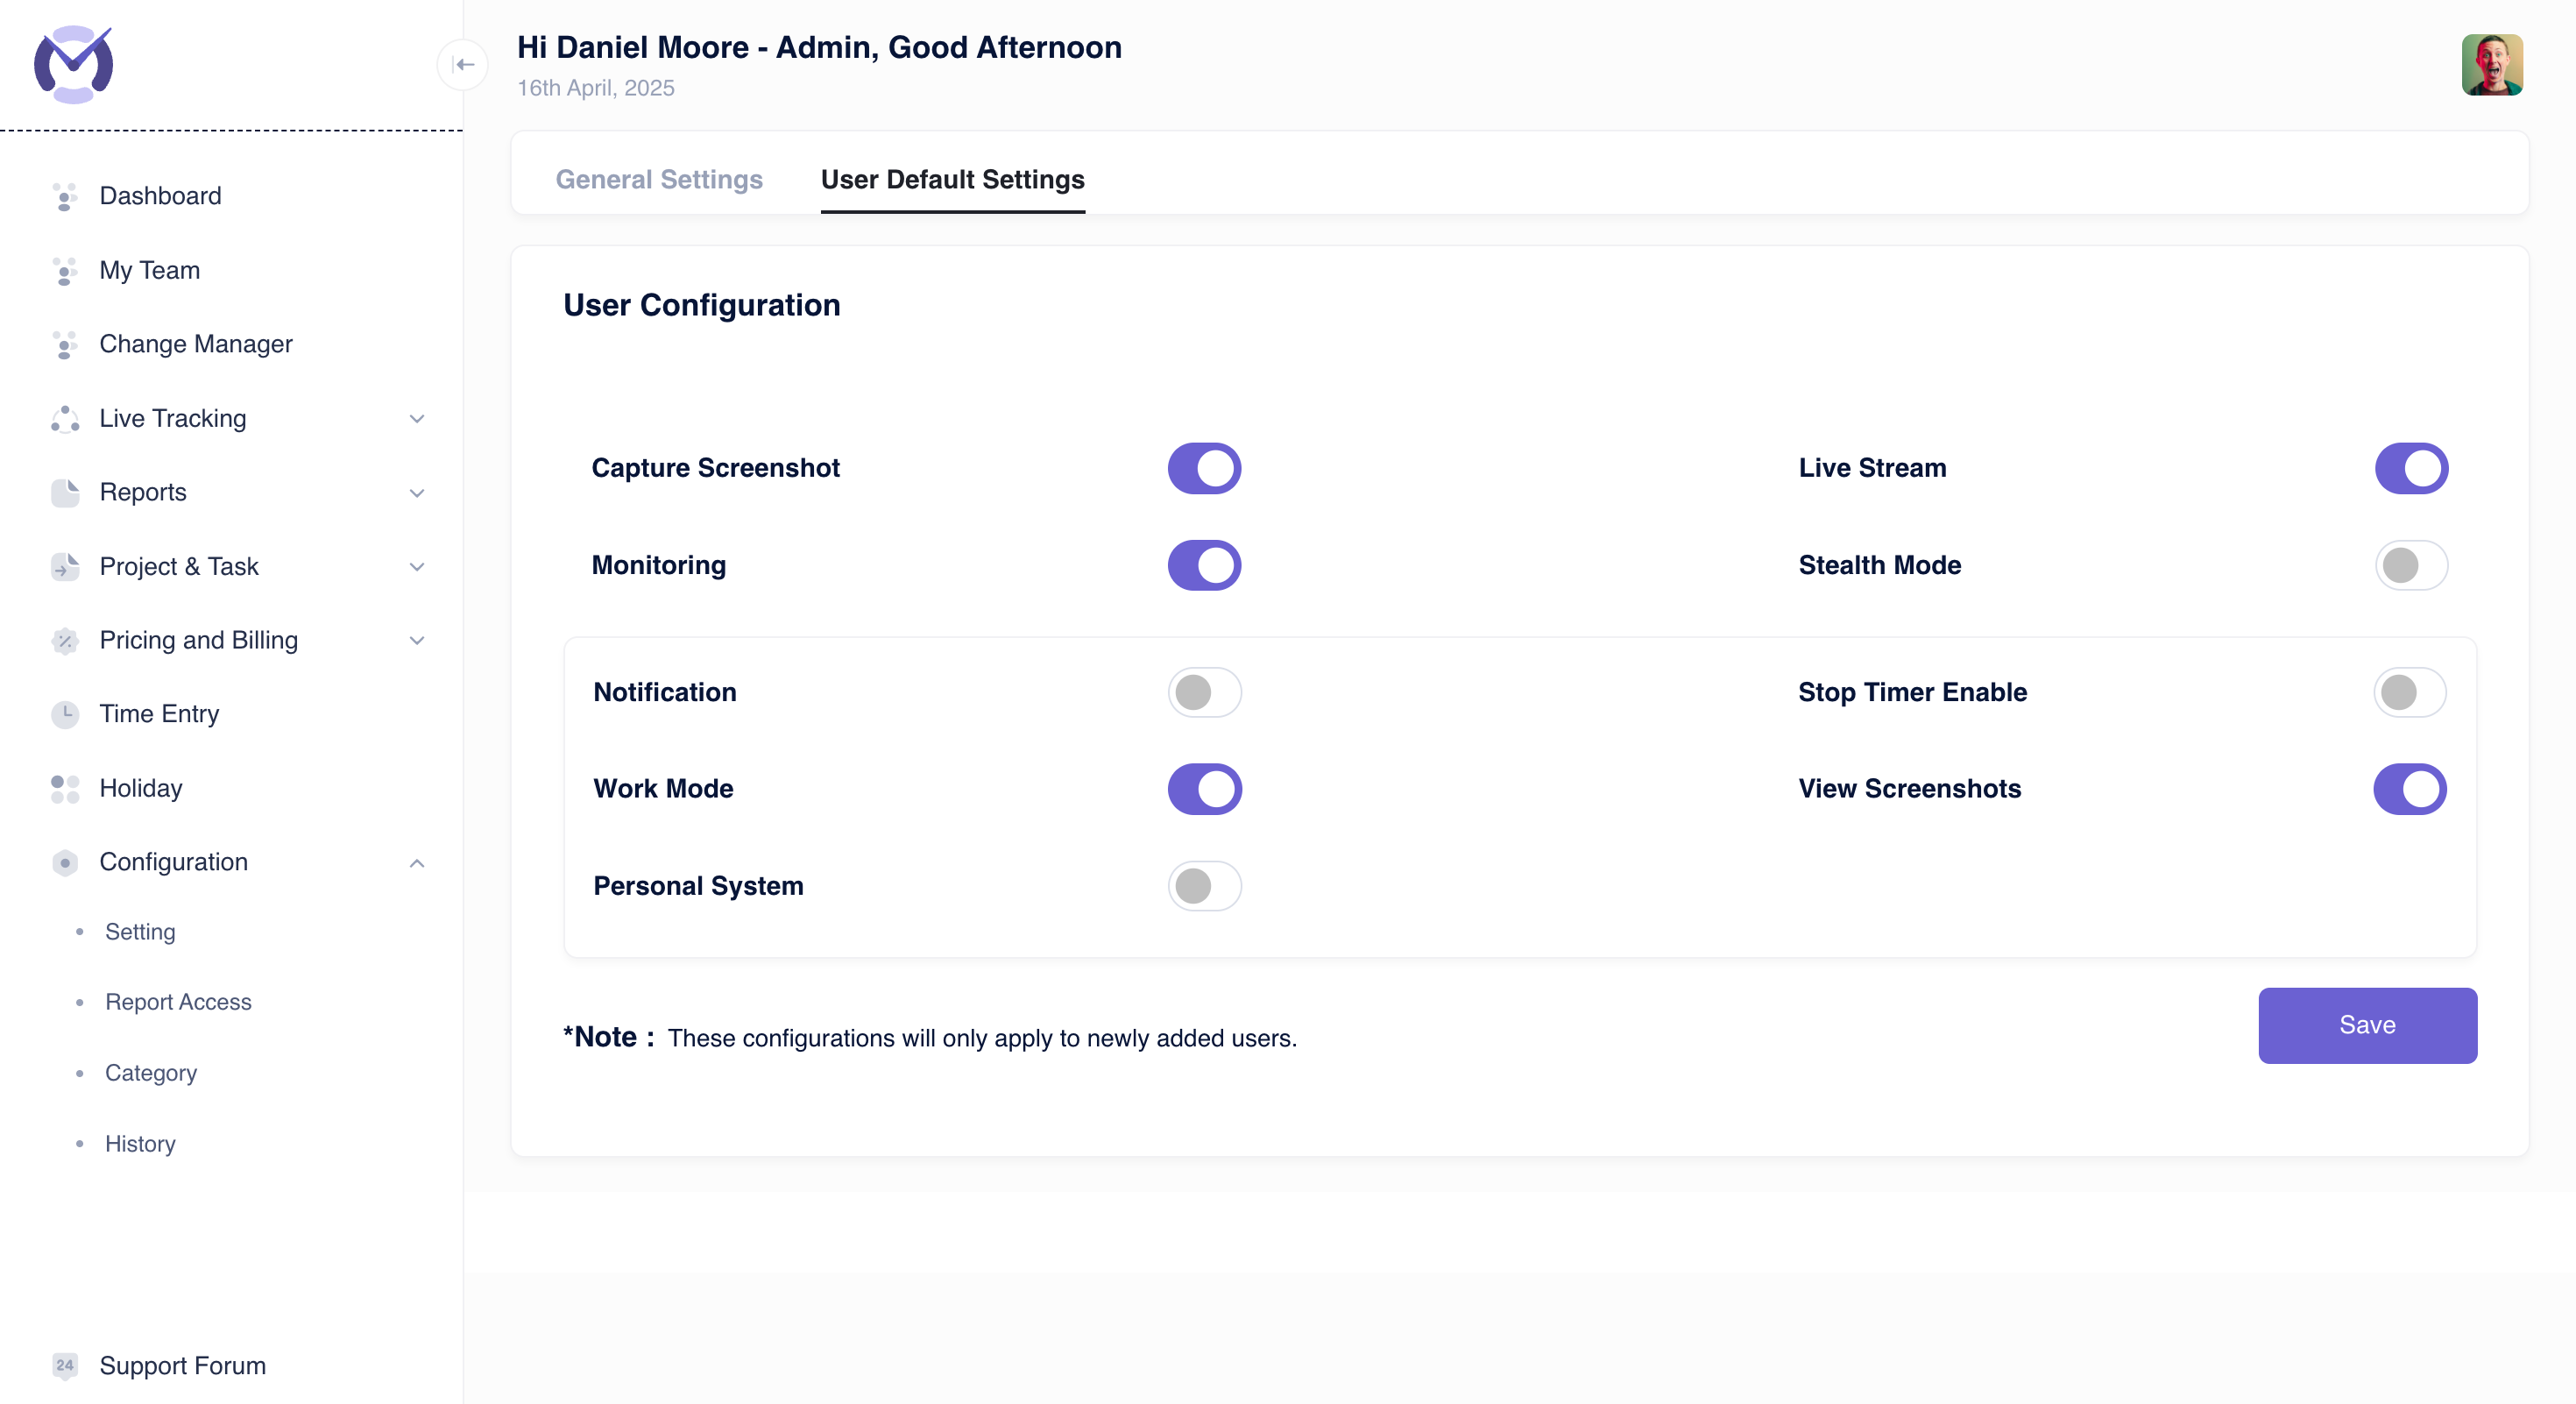 Hi Daniel Moore - Admin, Good Afternoon
16th April, 2025
Dashboard
My Team
Change Manager
Live Tracking
Reports
Project & Task
Pricing and Billing
Time Entry
Holiday
Configuration
Setting
Report Access
Category
History
24 Support Forum
General Settings User Default Settings
User Configuration
Capture Screenshot Live Stream
Monitoring Stealth Mode
Notification Stop Timer Enable
Work Mode View Screenshots
Personal System
*Note : These configurations will only apply to newly added users.
Save